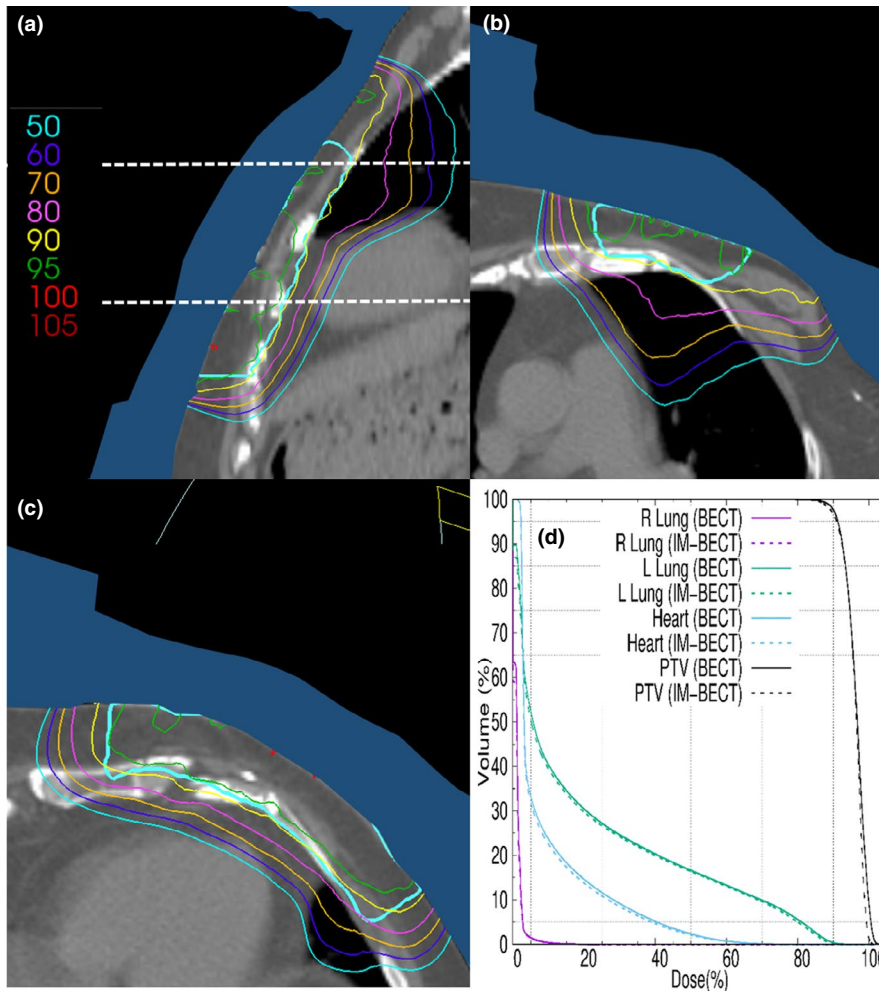 (a)
50
60
70
80
90
95
100
105
(b)
(c)
(d)
R Lung (BECT)
R Lung (IM-BECT)
L Lung (BECT)
L Lung (IM-BECT)
Heart (BECT)
Heart (IM-BECT)
PTV (BECT)
PTV (IM-BECT)
Volume (%)
100
90
80
70
60
50
40
30
20
10
0
0 20 40 60 80 100
Dose(%)